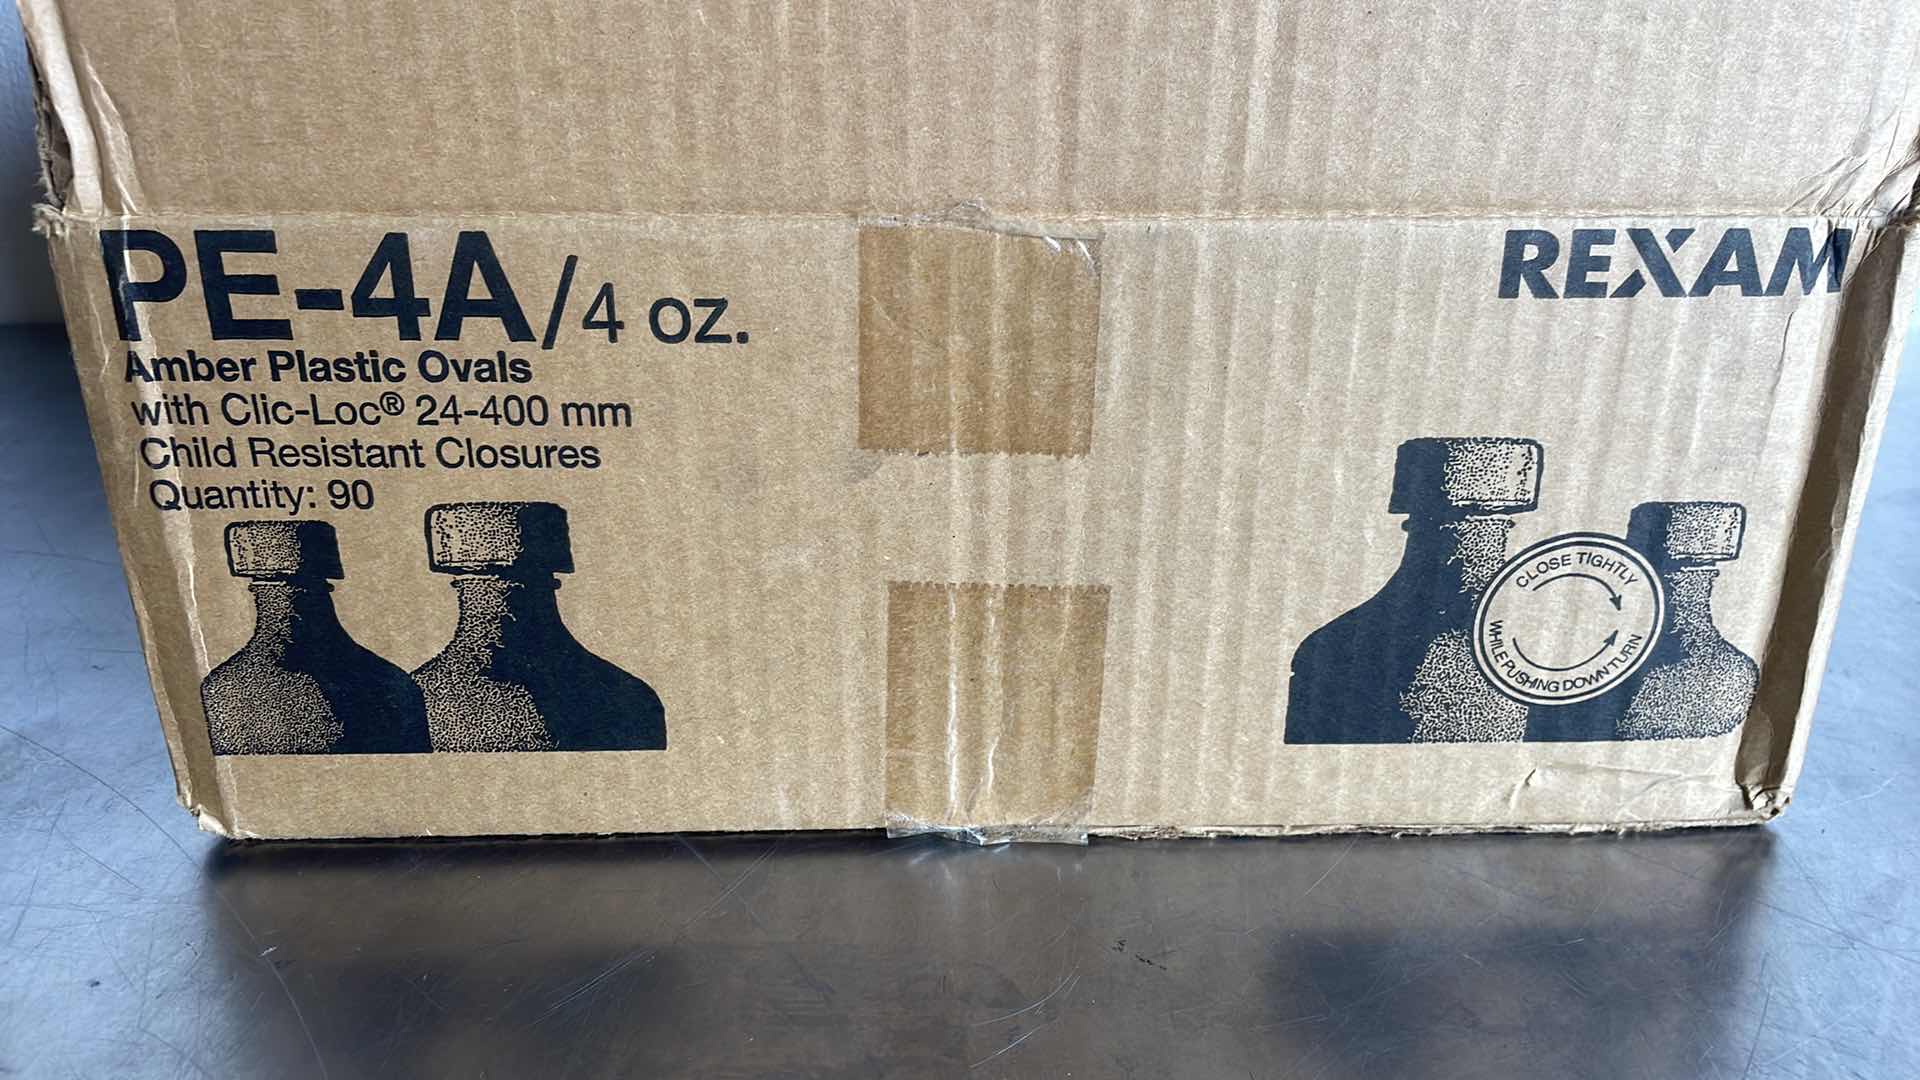 PE-4A/4 oz.
Amber Plastic Ovals
with Clic-Loc® 24-400 mm
Child Resistant Closures
Quantity: 90
REXAM
CLOSE TIGHTLY
WHILE PUSHING DOWN TURN